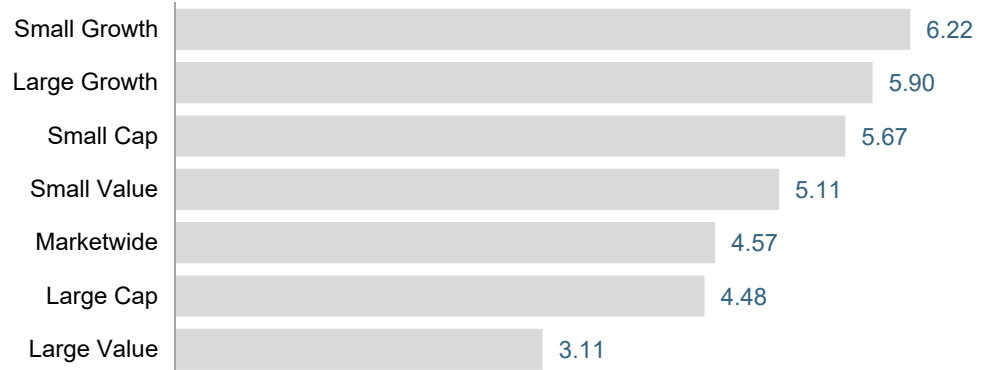 Small Growth 6.22
Large Growth 5.90
Small Cap 5.67
Small Value 5.11
Marketwide 4.57
Large Cap 4.48
Large Value 3.11